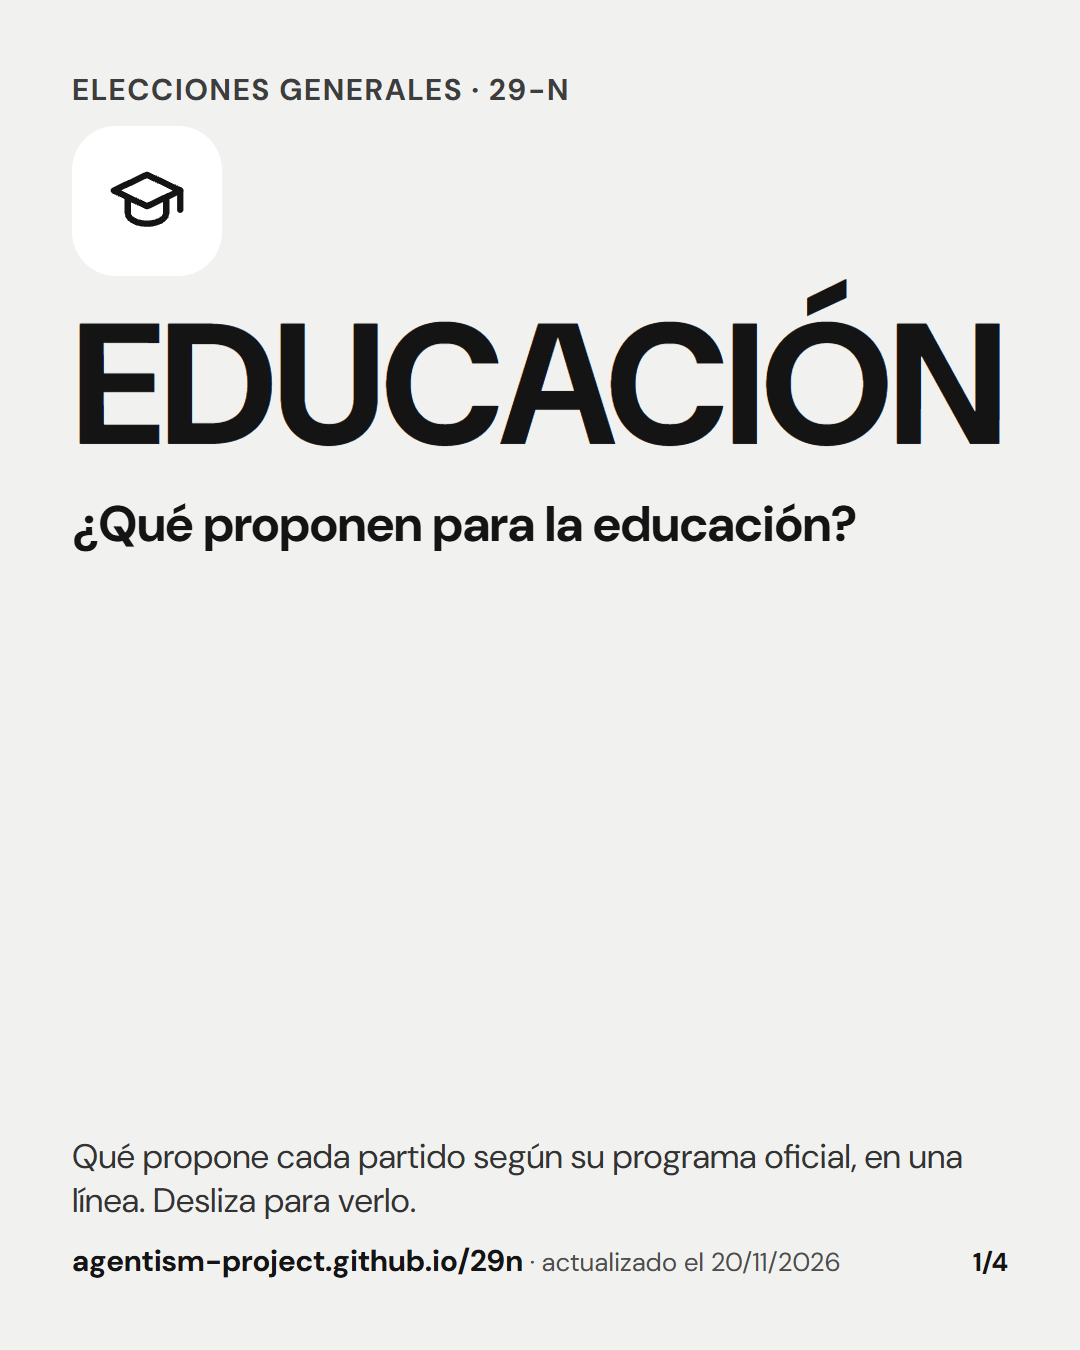 ELECCIONES GENERALES · 29-N
EDUCACIÓN
¿Qué proponen para la educación?
Qué propone cada partido según su programa oficial, en una
línea. Desliza para verlo.
agentism-project.github.io/29n · actualizado el 20/11/2026 1/4